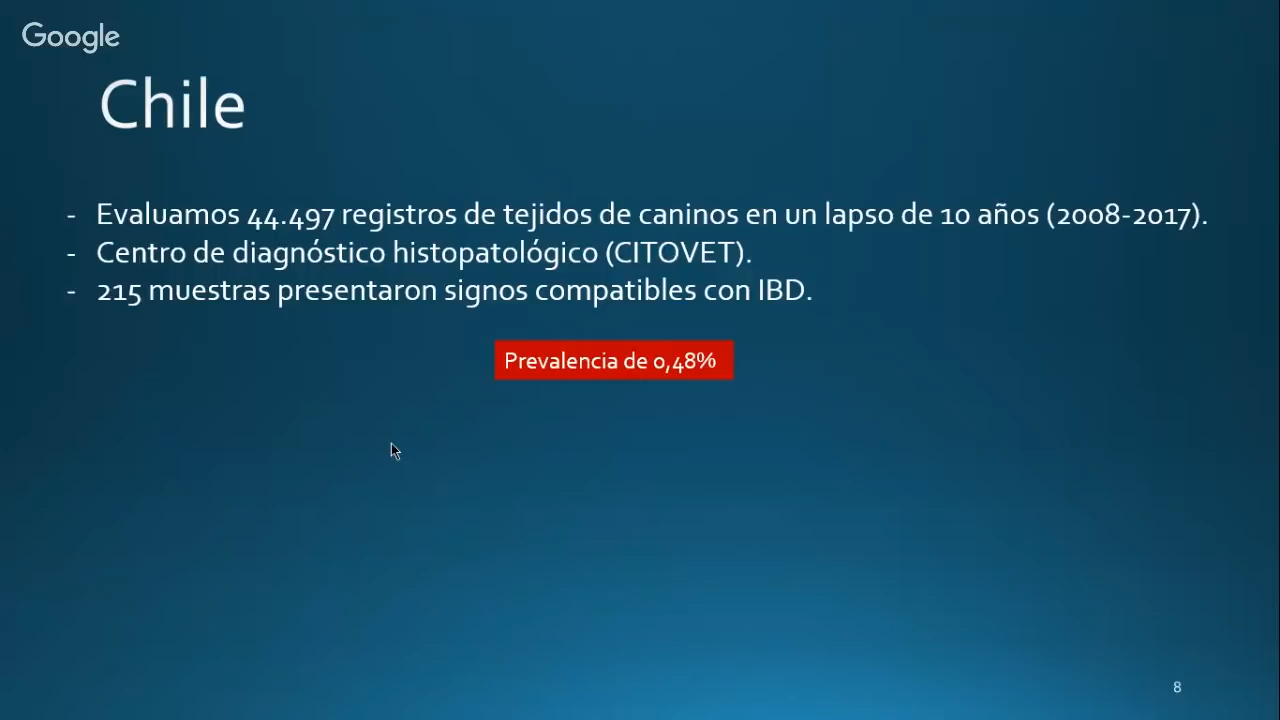 Google
Chile
- Evaluamos 44.497 registros de tejidos de caninos en un lapso de 10 años (2008-2017).
- Centro de diagnóstico histopatológico (CITOVET).
- 215 muestras presentaron signos compatibles con IBD.
Prevalencia de 0,48%
8